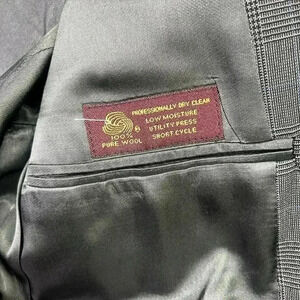 PROFESSIONALLY DRY CLEAN
LOW MOISTURE
UTILITY PRESS
SHORT CYCLE
100%
PURE WOOL